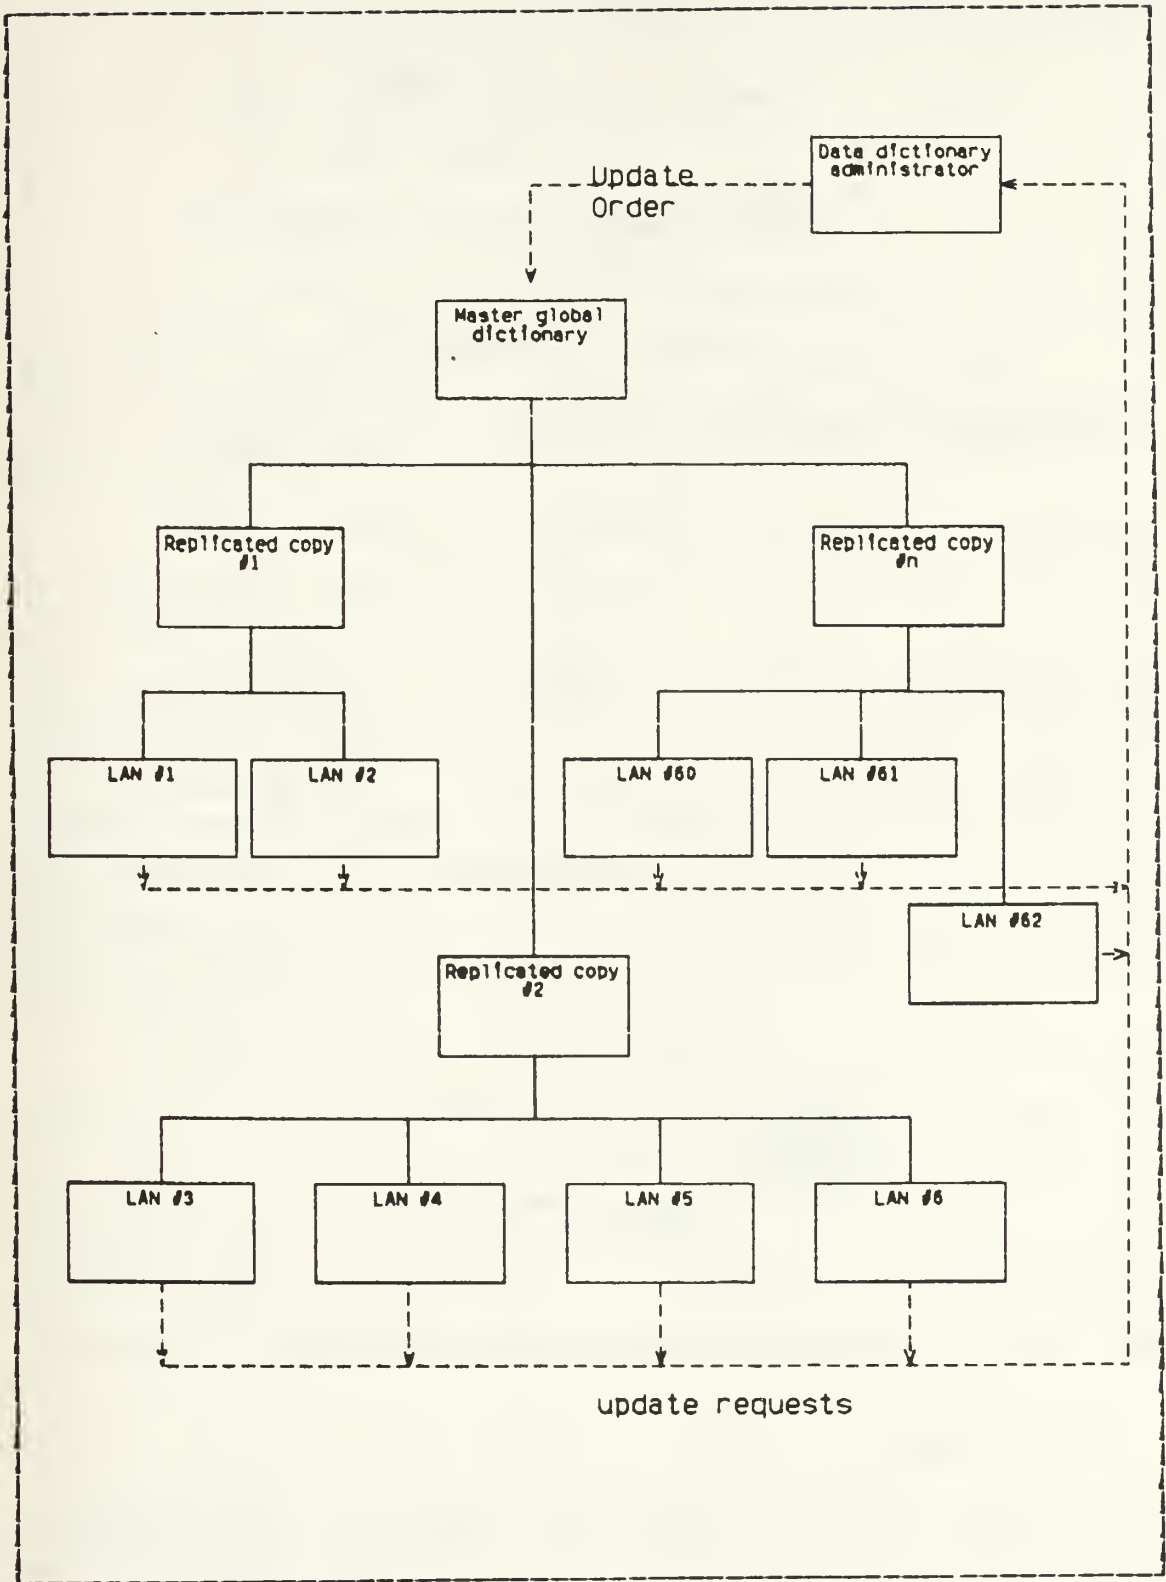 Data dictionary
administrator
Update
Order
Master global
dictionary
Replicated copy
#1
Replicated copy
#n
LAN #1
LAN #2
LAN #60
LAN #61
LAN #62
Replicated copy
#2
LAN #3
LAN #4
LAN #5
LAN #6
update requests